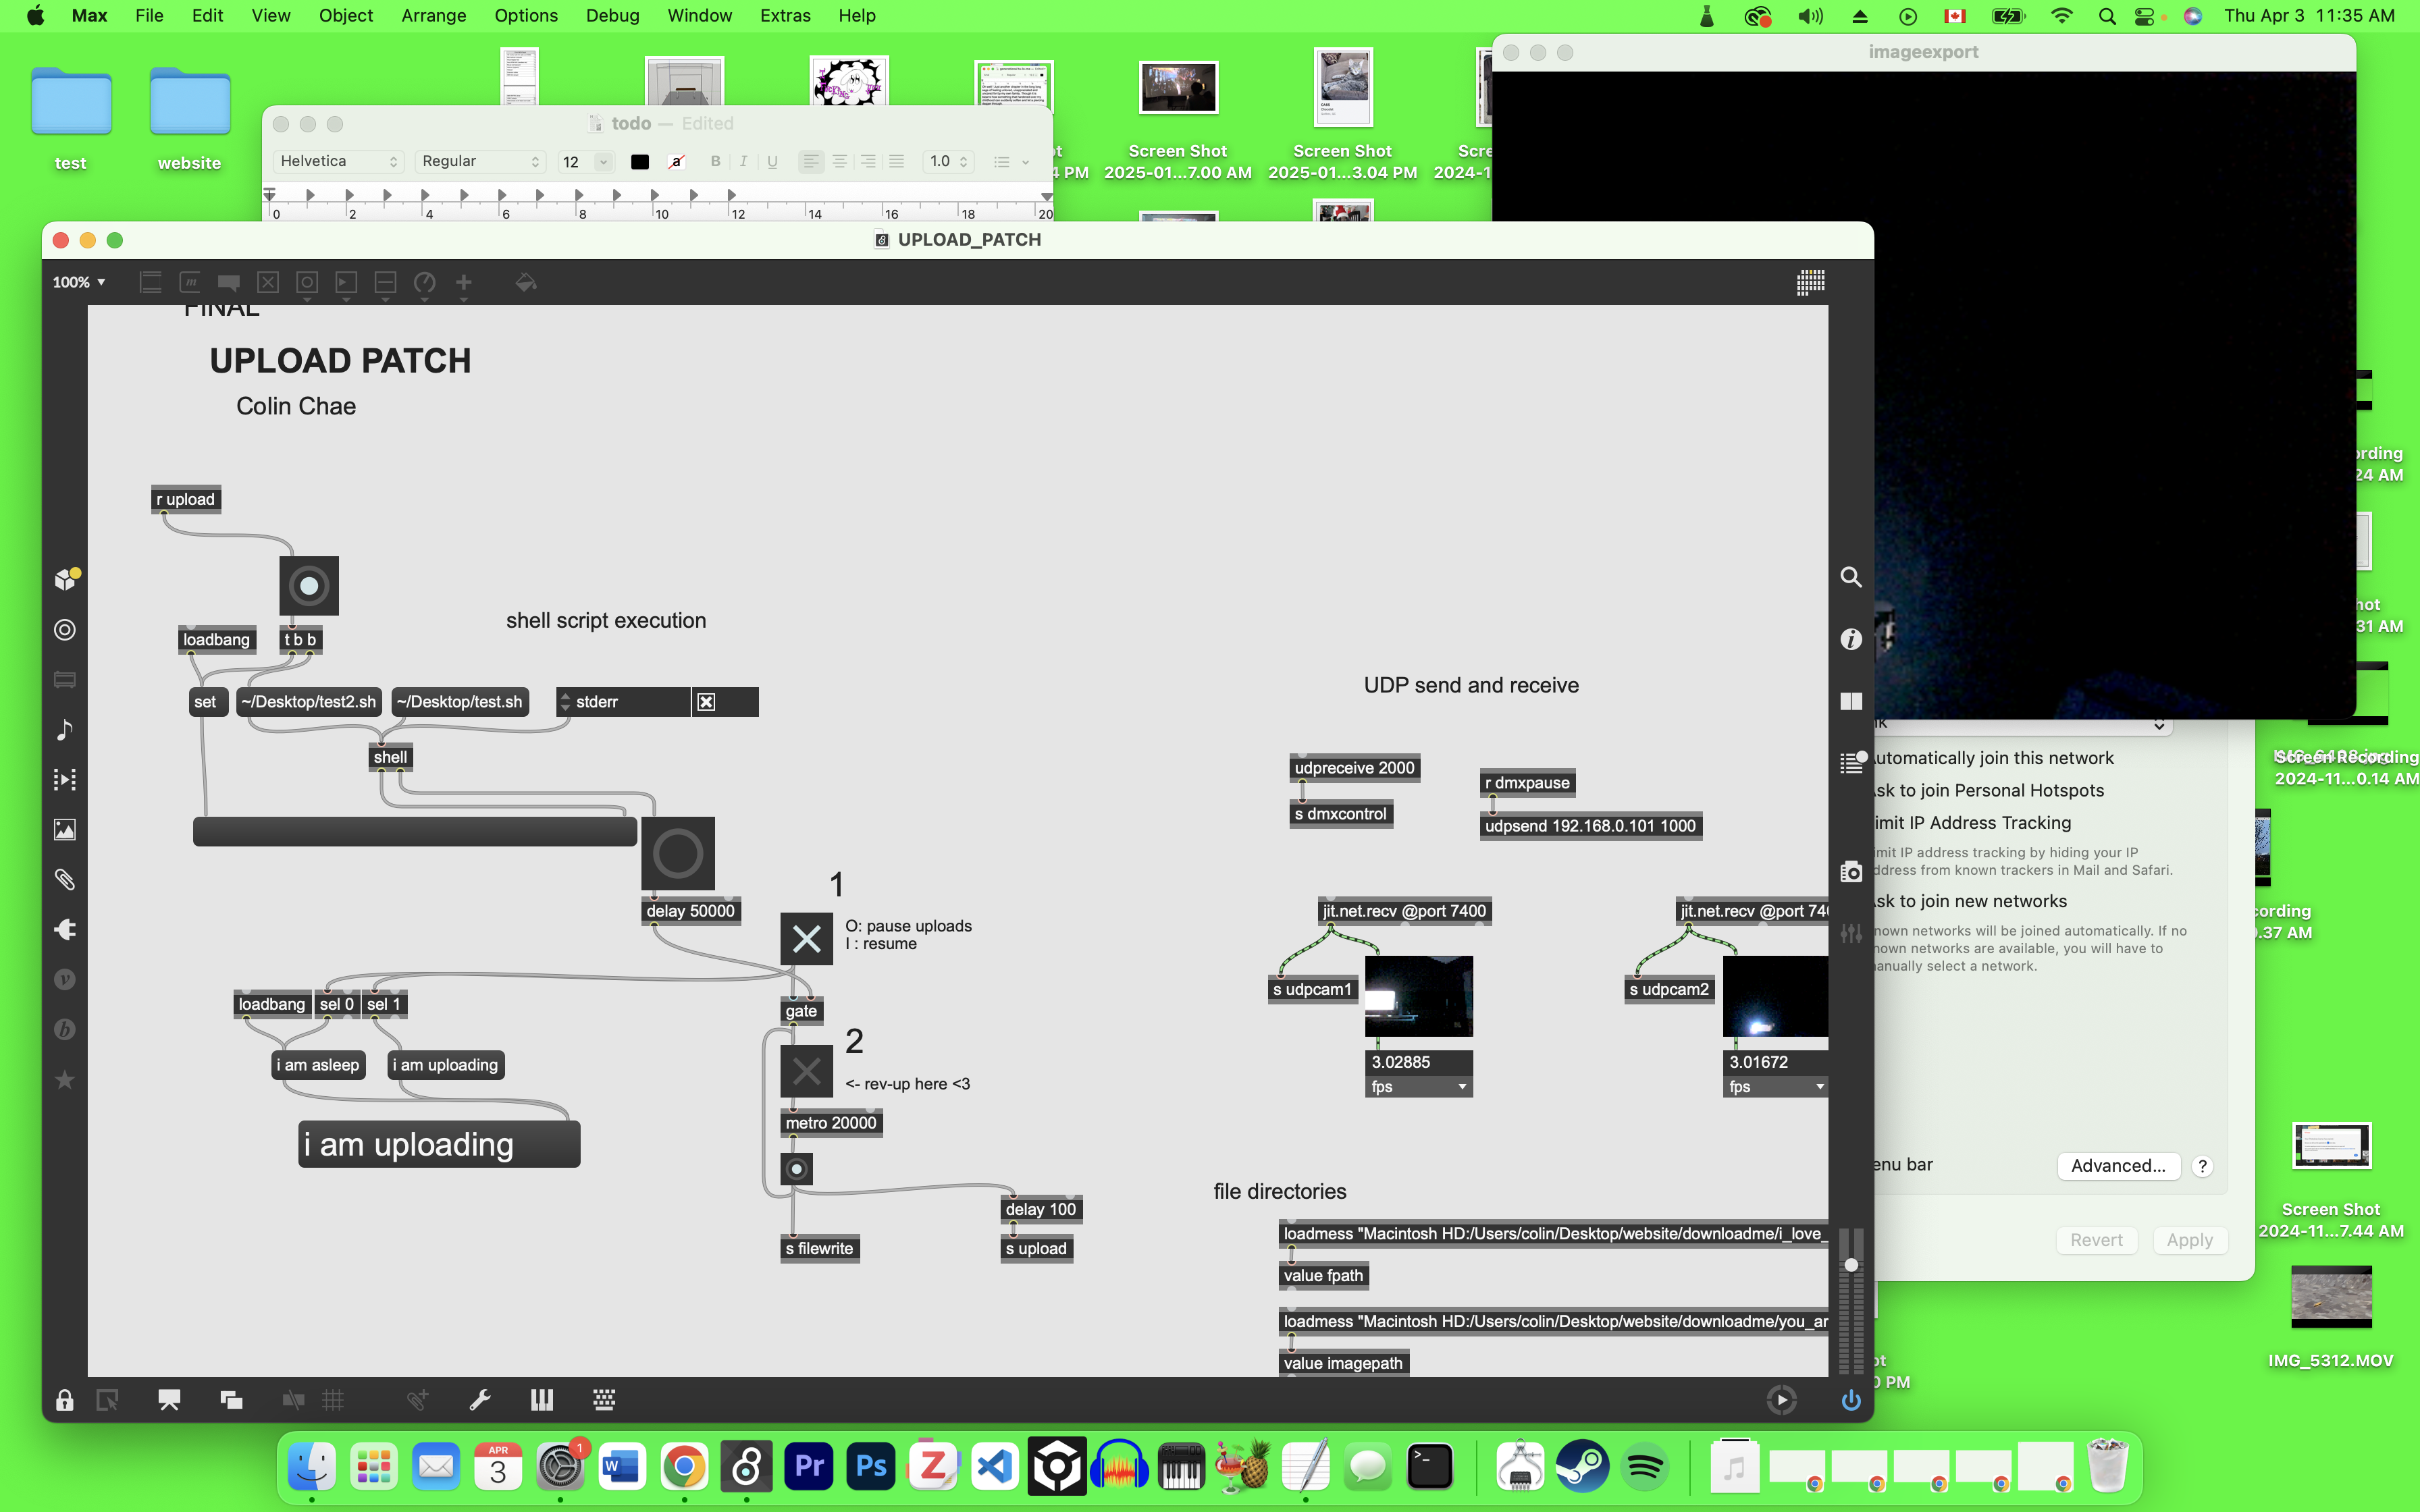 Max File Edit View Object Arrange Options Debug Window Extras Help
Thu Apr 3 11:35 AM
imageexport
test
website
PM
Screen Shot
2025-01...7.00 AM
Screen Shot
2025-01...3.04 PM
2024-1
todo — Edited
Helvetica Regular 12 B I U 1.0
0 2 4 6 8 10 12 14 16 18 20
UPLOAD_PATCH
100%
FINAL
UPLOAD PATCH
Colin Chae
r upload
loadbang
t b b
shell script execution
set
~/Desktop/test2.sh
~/Desktop/test.sh
stderr
shell
delay 50000
1
O: pause uploads
I : resume
loadbang
sel 0
sel 1
gate
i am asleep
i am uploading
2
<- rev-up here <3
i am uploading
metro 20000
delay 100
s filewrite
s upload
UDP send and receive
udpreceive 2000
s dmxcontrol
r dmxpause
udpsend 192.168.0.101 1000
jit.net.recv @port 7400
s udpcam1
3.02885
fps
jit.net.recv @port 740
s udpcam2
3.01672
fps
file directories
loadmess "Macintosh HD:/Users/colin/Desktop/website/downloadme/i_love_
value fpath
loadmess "Macintosh HD:/Users/colin/Desktop/website/downloadme/you_ar
value imagepath
utomatically join this network
sk to join Personal Hotspots
imit IP Address Tracking
imit IP address tracking by hiding your IP
ddress from known trackers in Mail and Safari.
sk to join new networks
nown networks will be joined automatically. If no
nown networks are available, you will have to
anually select a network.
enu bar
Advanced...
?
Revert
Apply
ording
24 AM
hot
31 AM
Screen Recording
2024-11...0.14 AM
cording
0.37 AM
Screen Shot
2024-11...7.44 AM
IMG_5312.MOV
ot
0 PM
APR
3
1
W
Pr
Ps
Z
>_